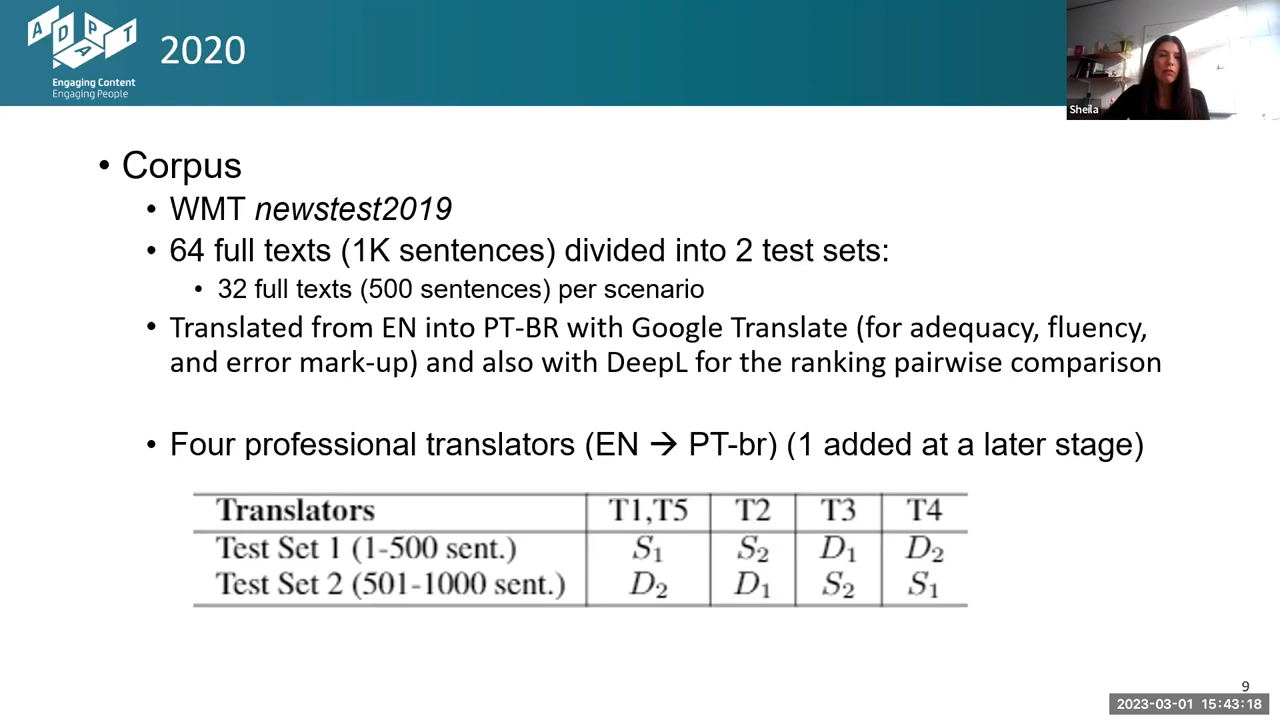 ADAPT
Engaging Content
Engaging People
2020
Sheila
• Corpus
• WMT newstest2019
• 64 full texts (1K sentences) divided into 2 test sets:
• 32 full texts (500 sentences) per scenario
• Translated from EN into PT-BR with Google Translate (for adequacy, fluency,
and error mark-up) and also with DeepL for the ranking pairwise comparison
• Four professional translators (EN → PT-br) (1 added at a later stage)
Translators T1,T5 T2 T3 T4
Test Set 1 (1-500 sent.) S1 S2 D1 D2
Test Set 2 (501-1000 sent.) D2 D1 S2 S1
9
2023-03-01 15:43:18